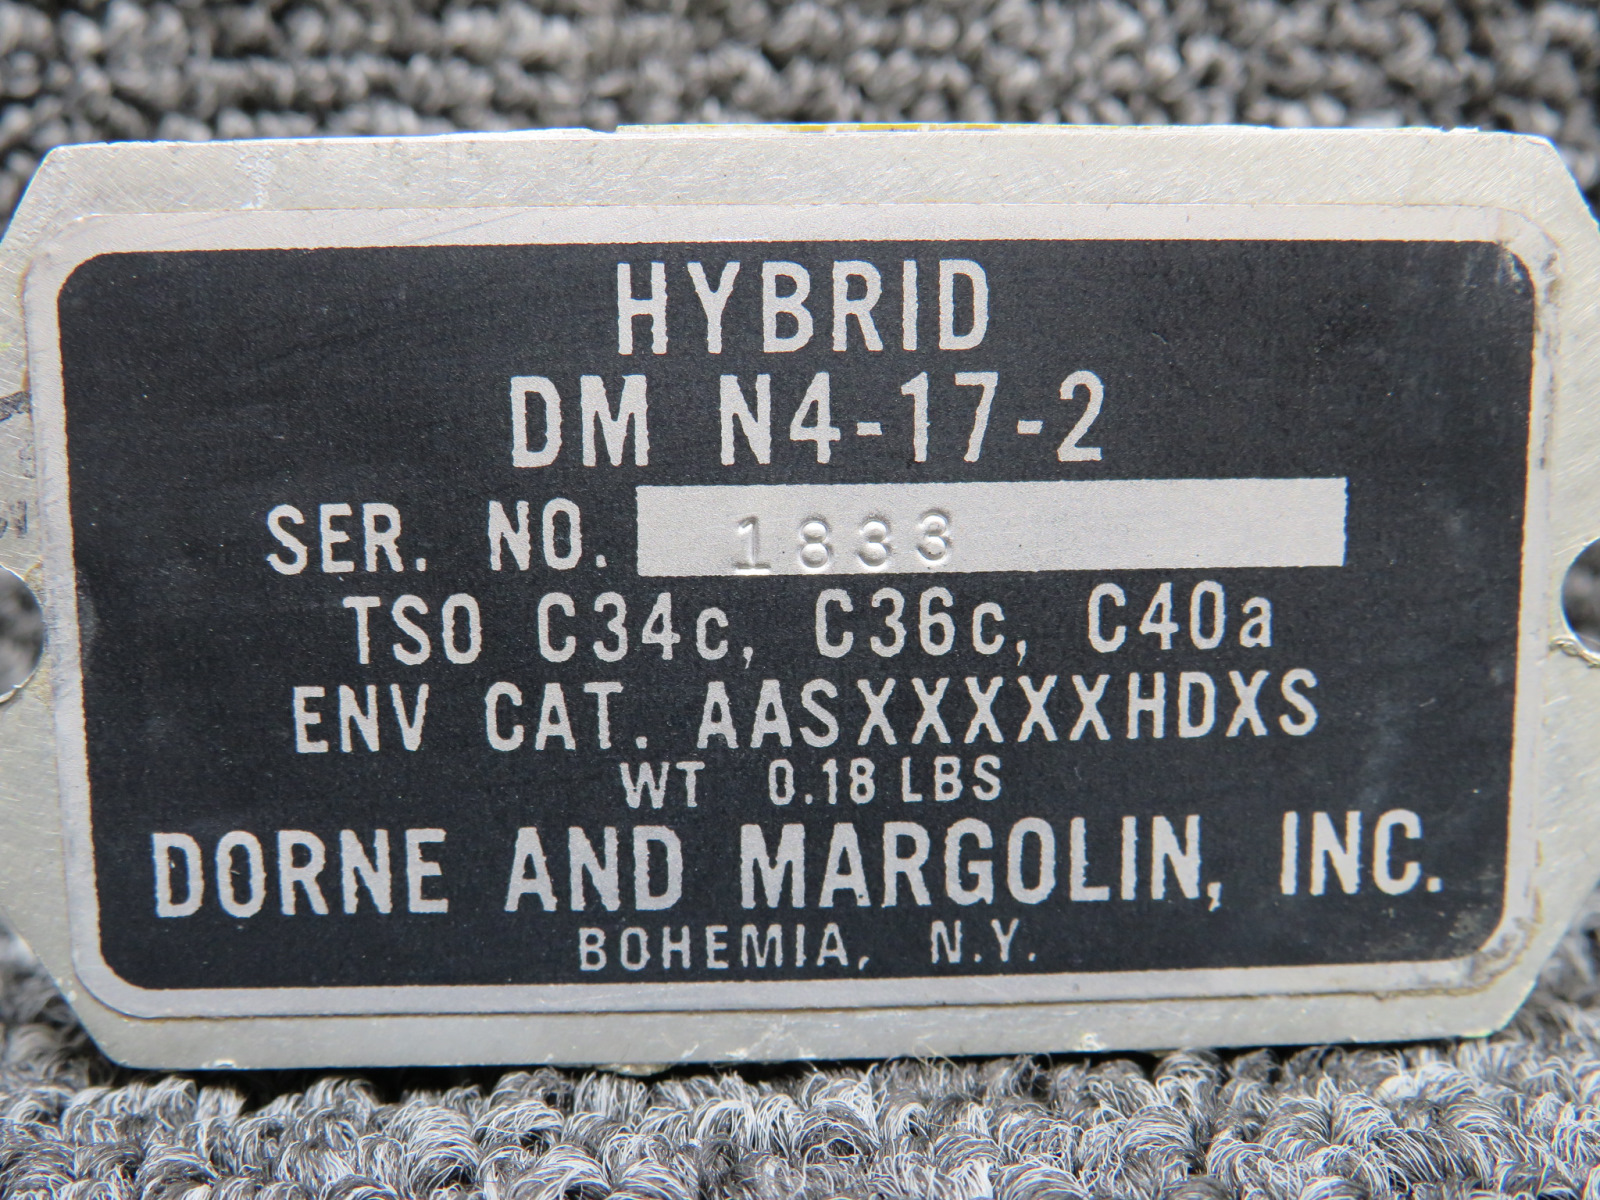 HYBRID
DM N4-17-2
SER. NO. 1833
TSO C34c, C36c, C40a
ENV CAT. AASXXXXXHDXS
WT 0.18 LBS
DORNE AND MARGOLIN, INC.
BOHEMIA, N.Y.